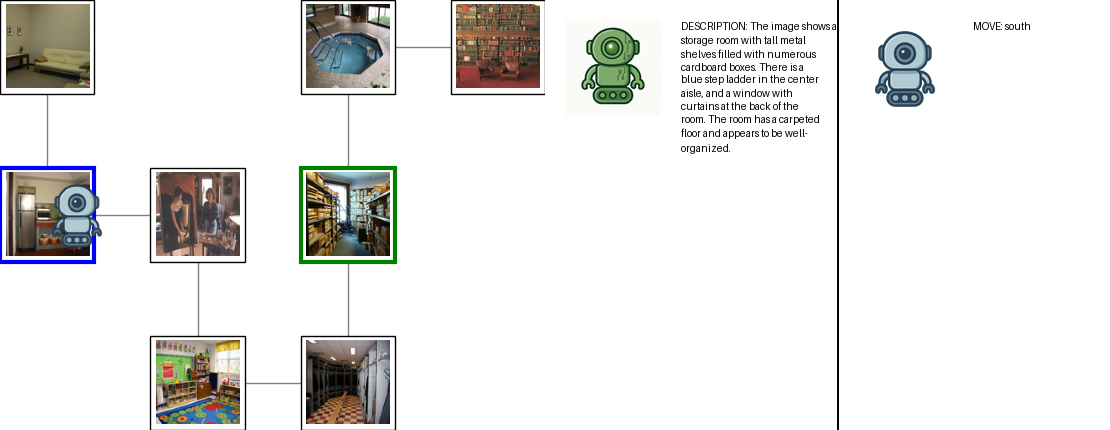 DESCRIPTION: The image shows a
storage room with tall metal
shelves filled with numerous
cardboard boxes. There is a
blue step ladder in the center
aisle, and a window with
curtains at the back of the
room. The room has a carpeted
floor and appears to be well-
organized.
MOVE: south